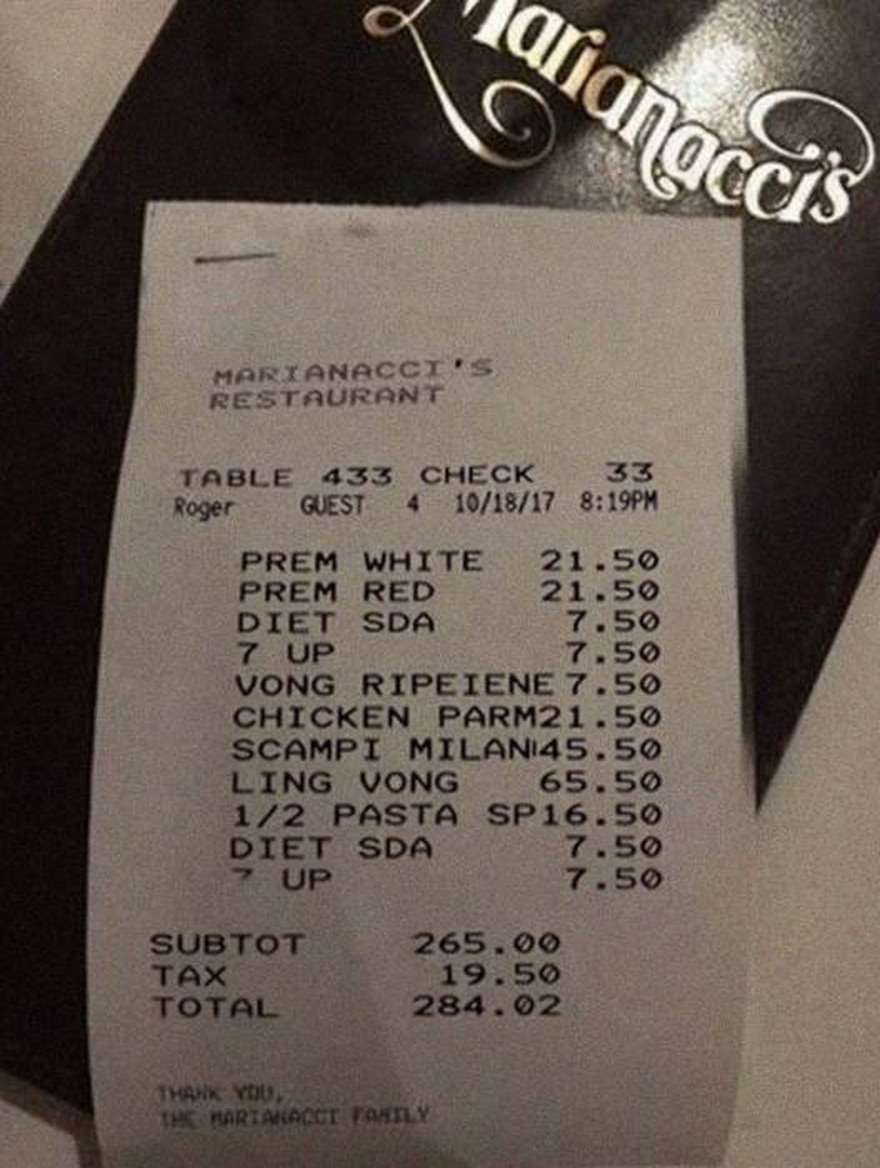 Marianacci's
MARIANACCI'S
RESTAURANT
TABLE 433 CHECK 33
Roger GUEST 4 10/18/17 8:19PM
PREM WHITE 21.50
PREM RED 21.50
DIET SDA 7.50
7 UP 7.50
VONG RIPEIENE 7.50
CHICKEN PARM21.50
SCAMPI MILAN45.50
LING VONG 65.50
1/2 PASTA SP16.50
DIET SDA 7.50
7 UP 7.50
SUBTOT 265.00
TAX 19.50
TOTAL 284.02
THANK YOU,
THE MARIANACCI FAMILY